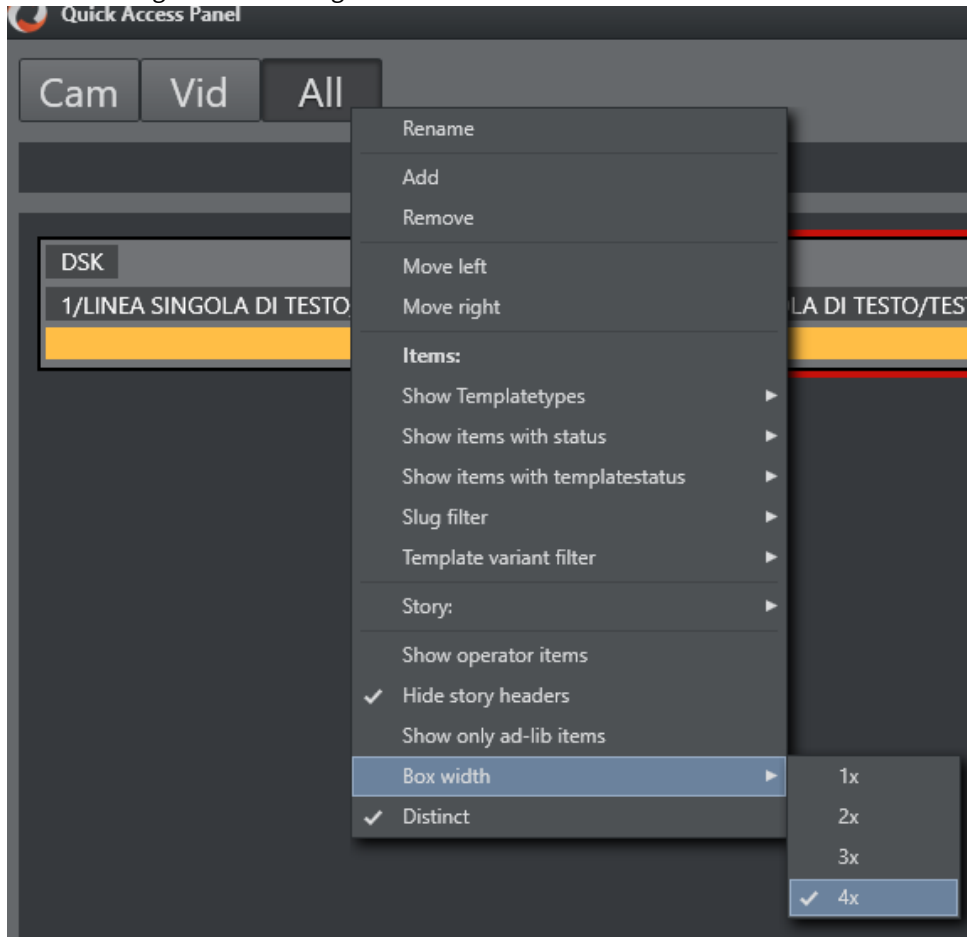 Quick Access Panel
Cam Vid All
Rename
Add
Remove
DSK
Move left
1/LINEA SINGOLA DI TESTO
Move right
LA DI TESTO/TES
Items:
Show Templatetypes
Show items with status
Show items with templatestatus
Slug filter
Template variant filter
Story:
Show operator items
Hide story headers
Show only ad-lib items
Box width
Distinct
1x
2x
3x
4x